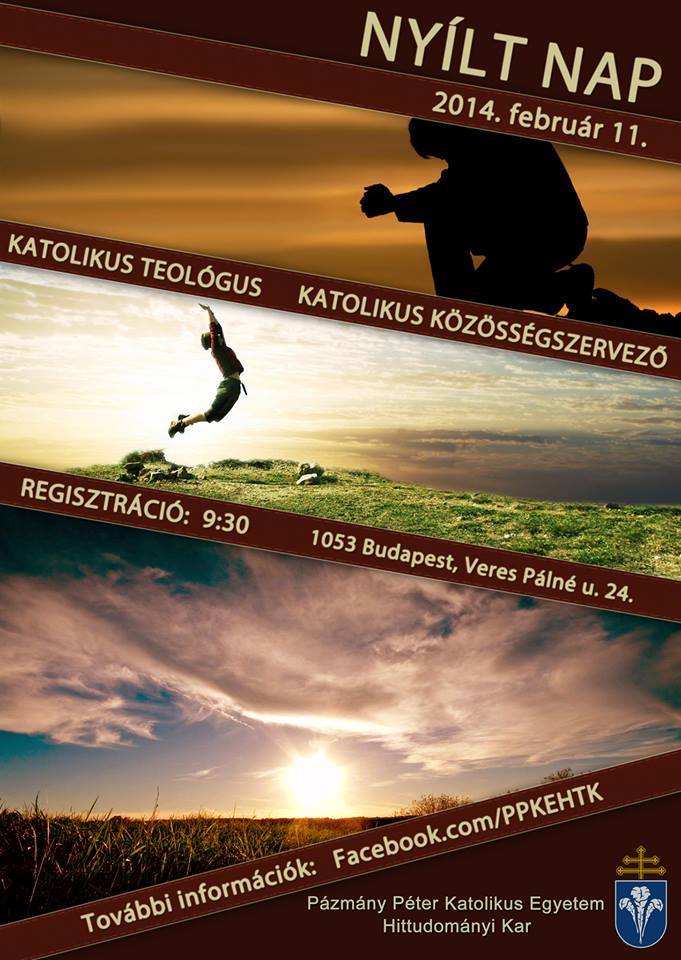 NYÍLT NAP
2014. február 11.
KATOLIKUS TEOLÓGUS KATOLIKUS KÖZÖSSÉGSZERVEZŐ
REGISZTRÁCIÓ: 9:30 1053 Budapest, Veres Pálné u. 24.
További információk: Facebook.com/PPKEHTK
Pázmány Péter Katolikus Egyetem
Hittudományi Kar